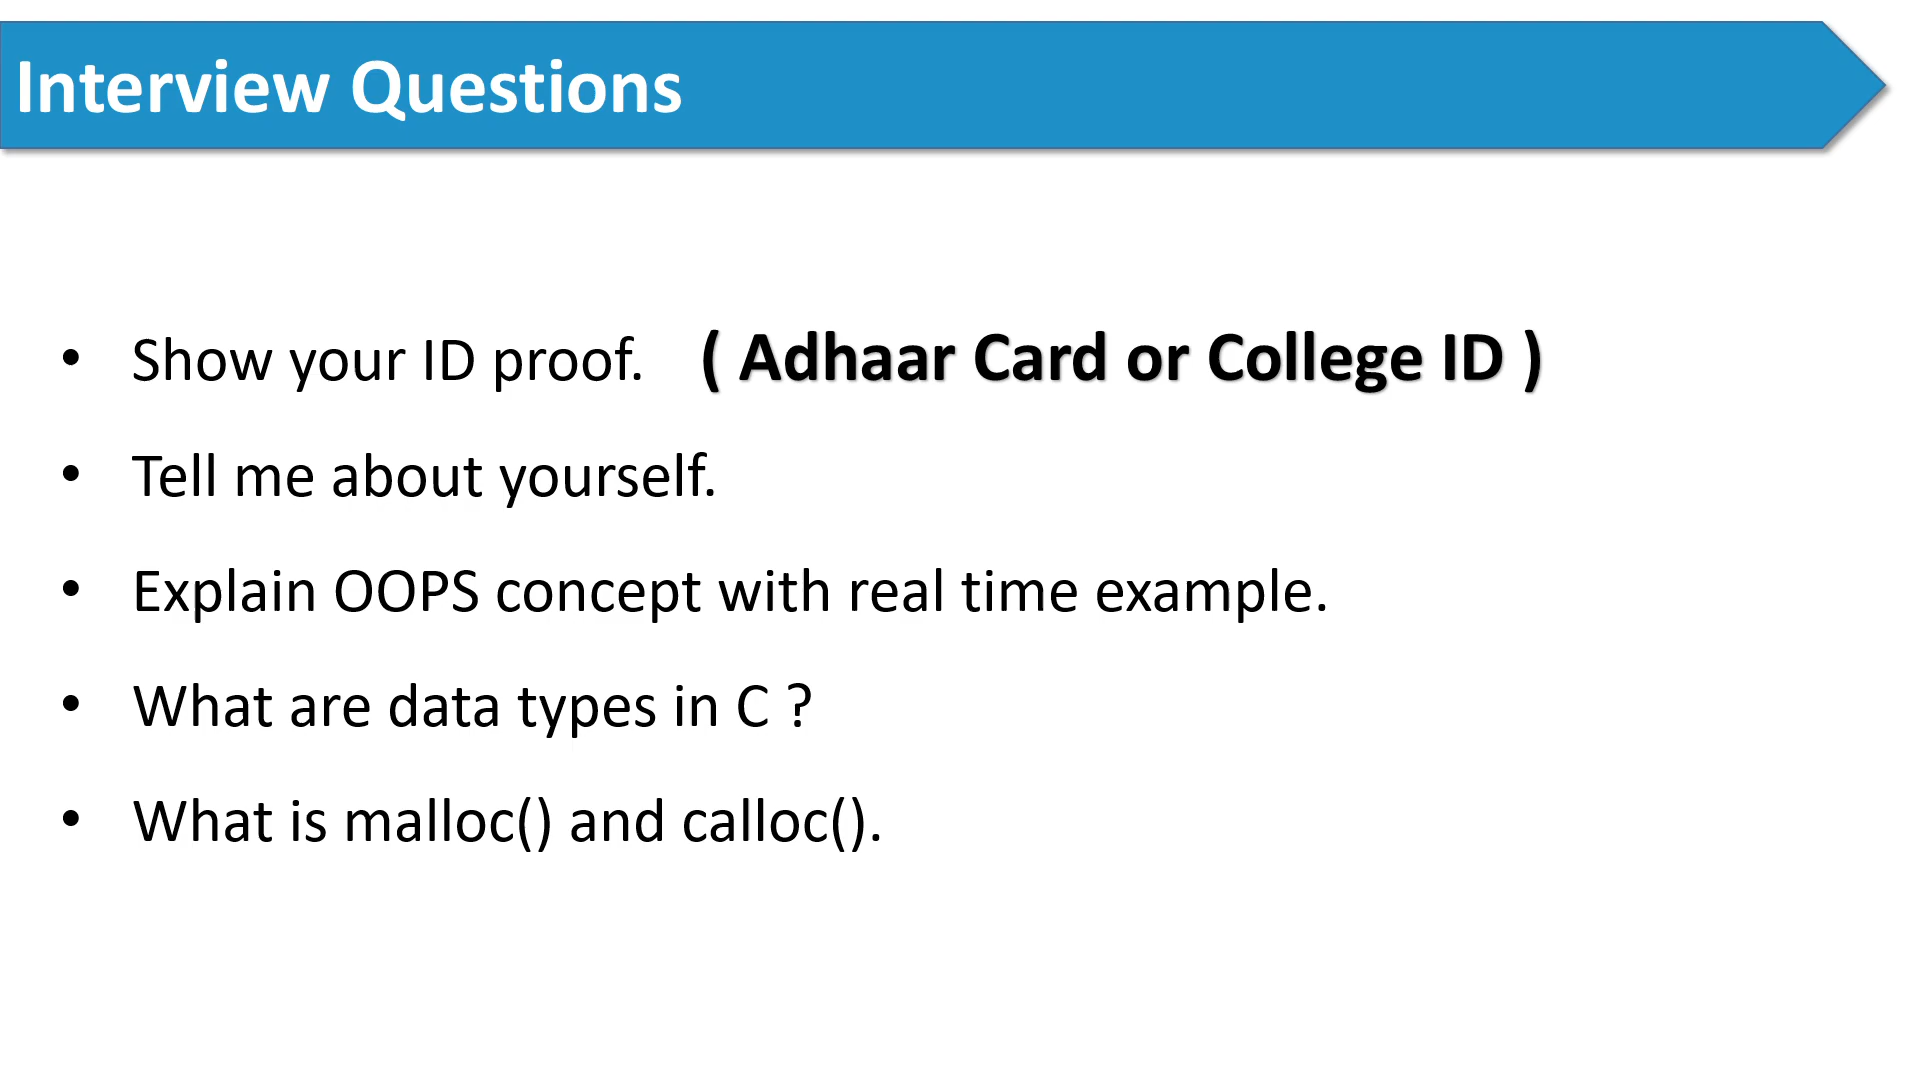 Interview Questions
• Show your ID proof. ( Adhaar Card or College ID )
• Tell me about yourself.
• Explain OOPS concept with real time example.
• What are data types in C ?
• What is malloc() and calloc().